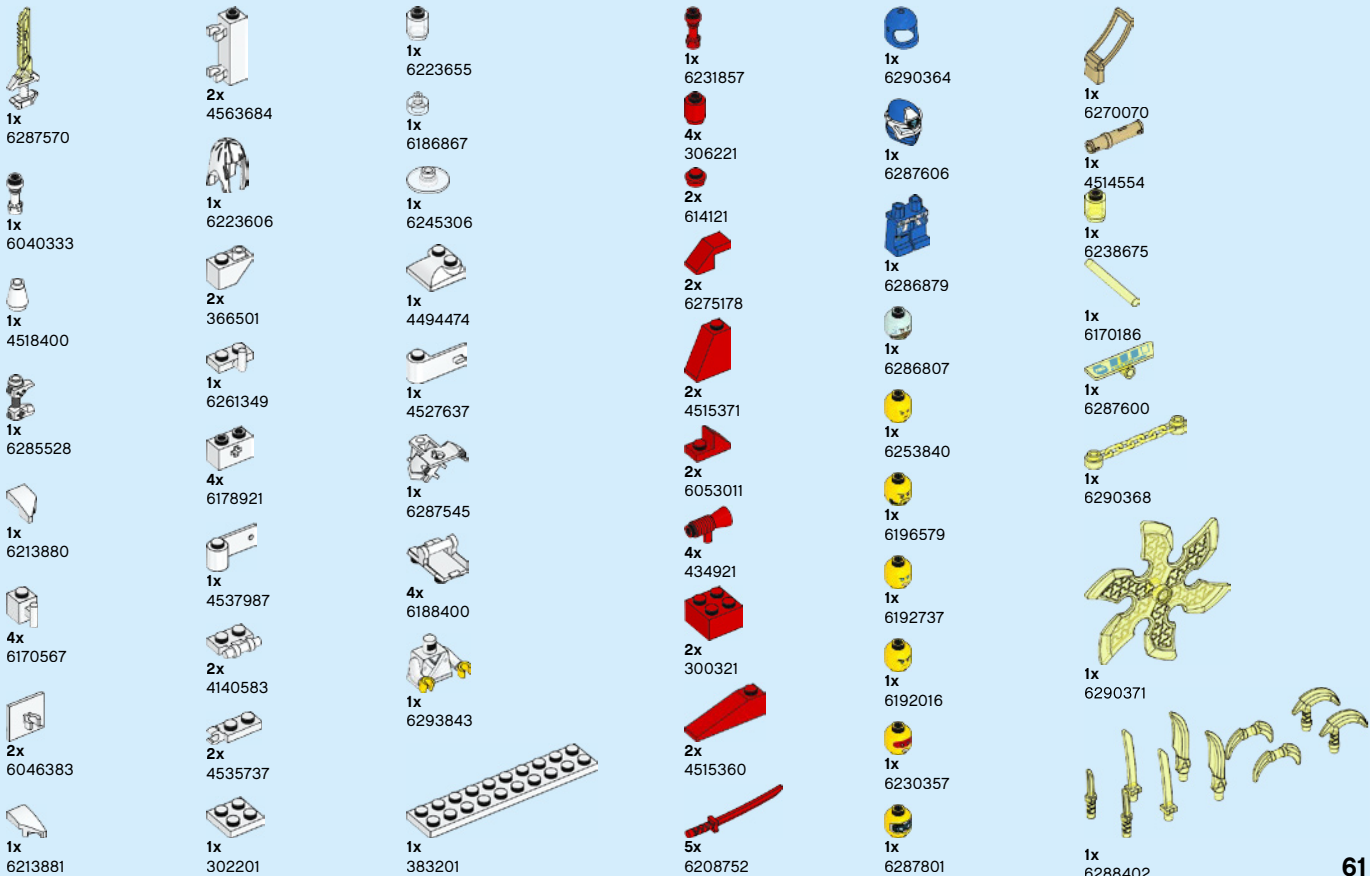 1x
6287570
1x
6040333
1x
4518400
1x
6285528
1x
6213880
4x
6170567
2x
6046383
1x
6213881
2x
4563684
1x
6223606
2x
366501
1x
6261349
4x
6178921
1x
4537987
2x
4140583
2x
4535737
1x
302201
1x
6223655
1x
6186867
1x
6245306
1x
4494474
1x
4527637
1x
6287545
4x
6188400
1x
6293843
1x
383201
1x
6231857
4x
306221
2x
614121
2x
6275178
2x
4515371
2x
6053011
4x
434921
2x
300321
2x
4515360
5x
6208752
1x
6290364
1x
6287606
1x
6286879
1x
6286807
1x
6253840
1x
6196579
1x
6192737
1x
6192016
1x
6230357
1x
6287801
1x
6270070
1x
4514554
1x
6238675
1x
6170186
1x
6287600
1x
6290368
1x
6290371
1x
6288402
61